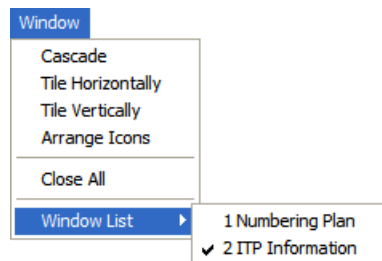 Window
Cascade
Tile Horizontally
Tile Vertically
Arrange Icons
Close All
Window List
1 Numbering Plan
2 ITP Information